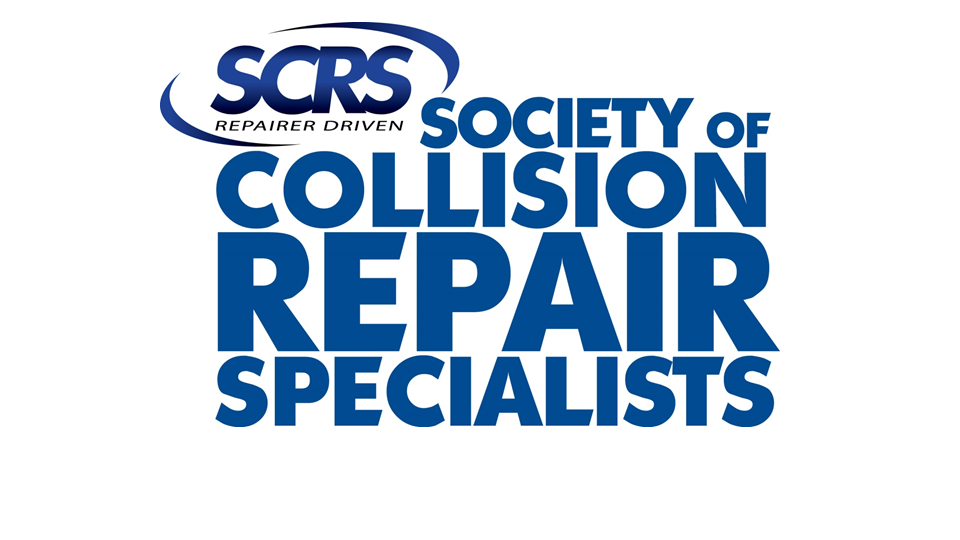 SCRS
REPAIRER DRIVEN
SOCIETY OF
COLLISION
REPAIR
SPECIALISTS